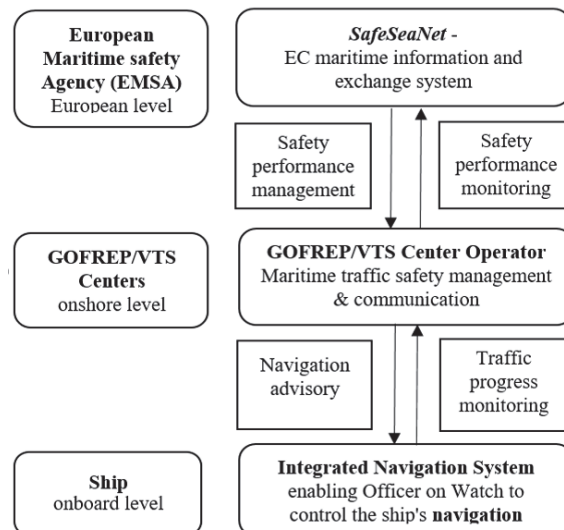 European
Maritime safety
Agency (EMSA)
European level
SafeSeaNet -
EC maritime information and
exchange system
Safety
performance
management
Safety
performance
monitoring
GOFREP/VTS
Centers
onshore level
GOFREP/VTS Center Operator
Maritime traffic safety management
& communication
Navigation
advisory
Traffic
progress
monitoring
Ship
onboard level
Integrated Navigation System
enabling Officer on Watch to
control the ship's navigation